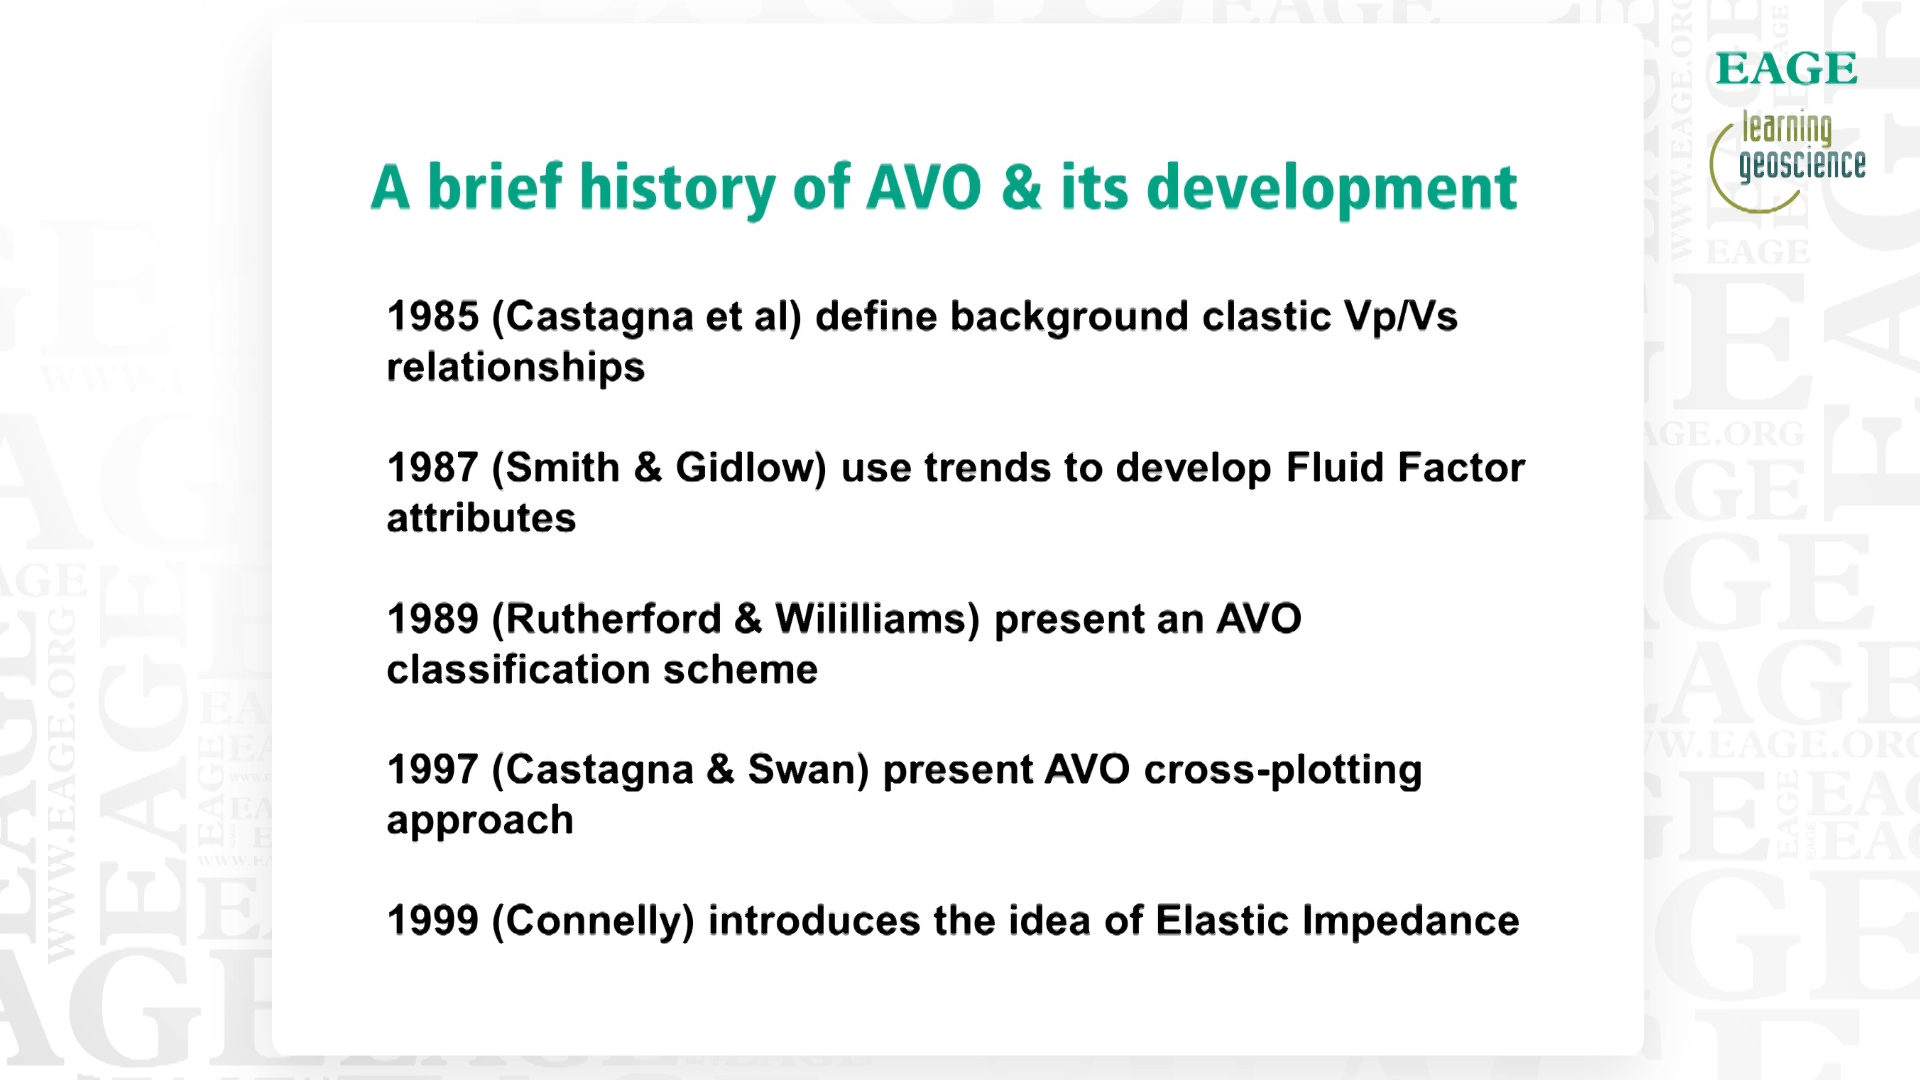 A brief history of AVO & its development
1985 (Castagna et al) define background clastic Vp/Vs
relationships
1987 (Smith & Gidlow) use trends to develop Fluid Factor
attributes
1989 (Rutherford & Wililliams) present an AVO
classification scheme
1997 (Castagna & Swan) present AVO cross-plotting
approach
1999 (Connelly) introduces the idea of Elastic Impedance
EAGE
learning
geoscience